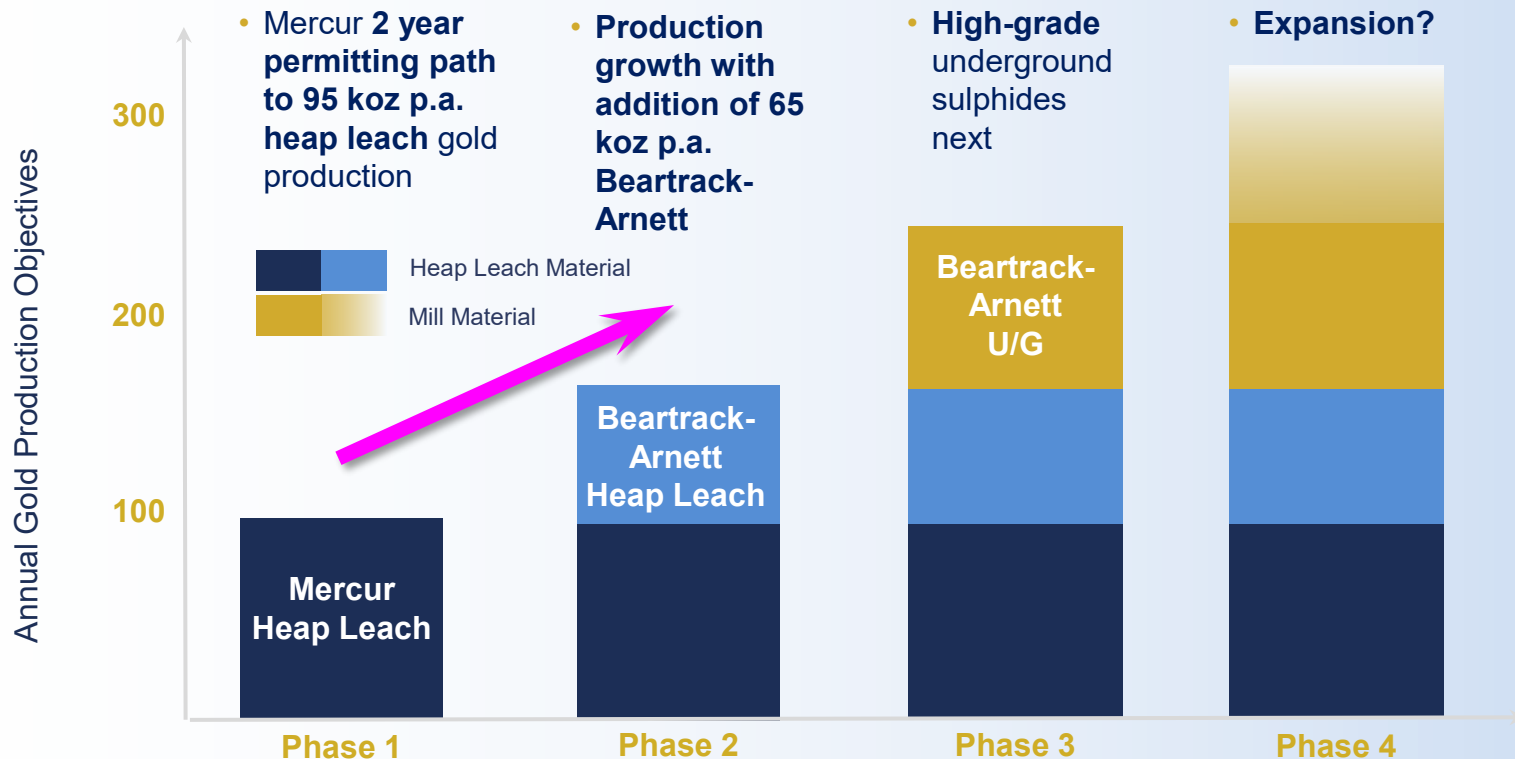 • Mercur 2 year
permitting path
to 95 koz p.a.
heap leach gold
production
• Production
growth with
addition of 65
koz p.a.
Beartrack-
Arnett
• High-grade
underground
sulphides
next
• Expansion?
Annual Gold Production Objectives
300
200
100
Heap Leach Material
Mill Material
Mercur
Heap Leach
Beartrack-
Arnett
Heap Leach
Beartrack-
Arnett
U/G
Phase 1
Phase 2
Phase 3
Phase 4